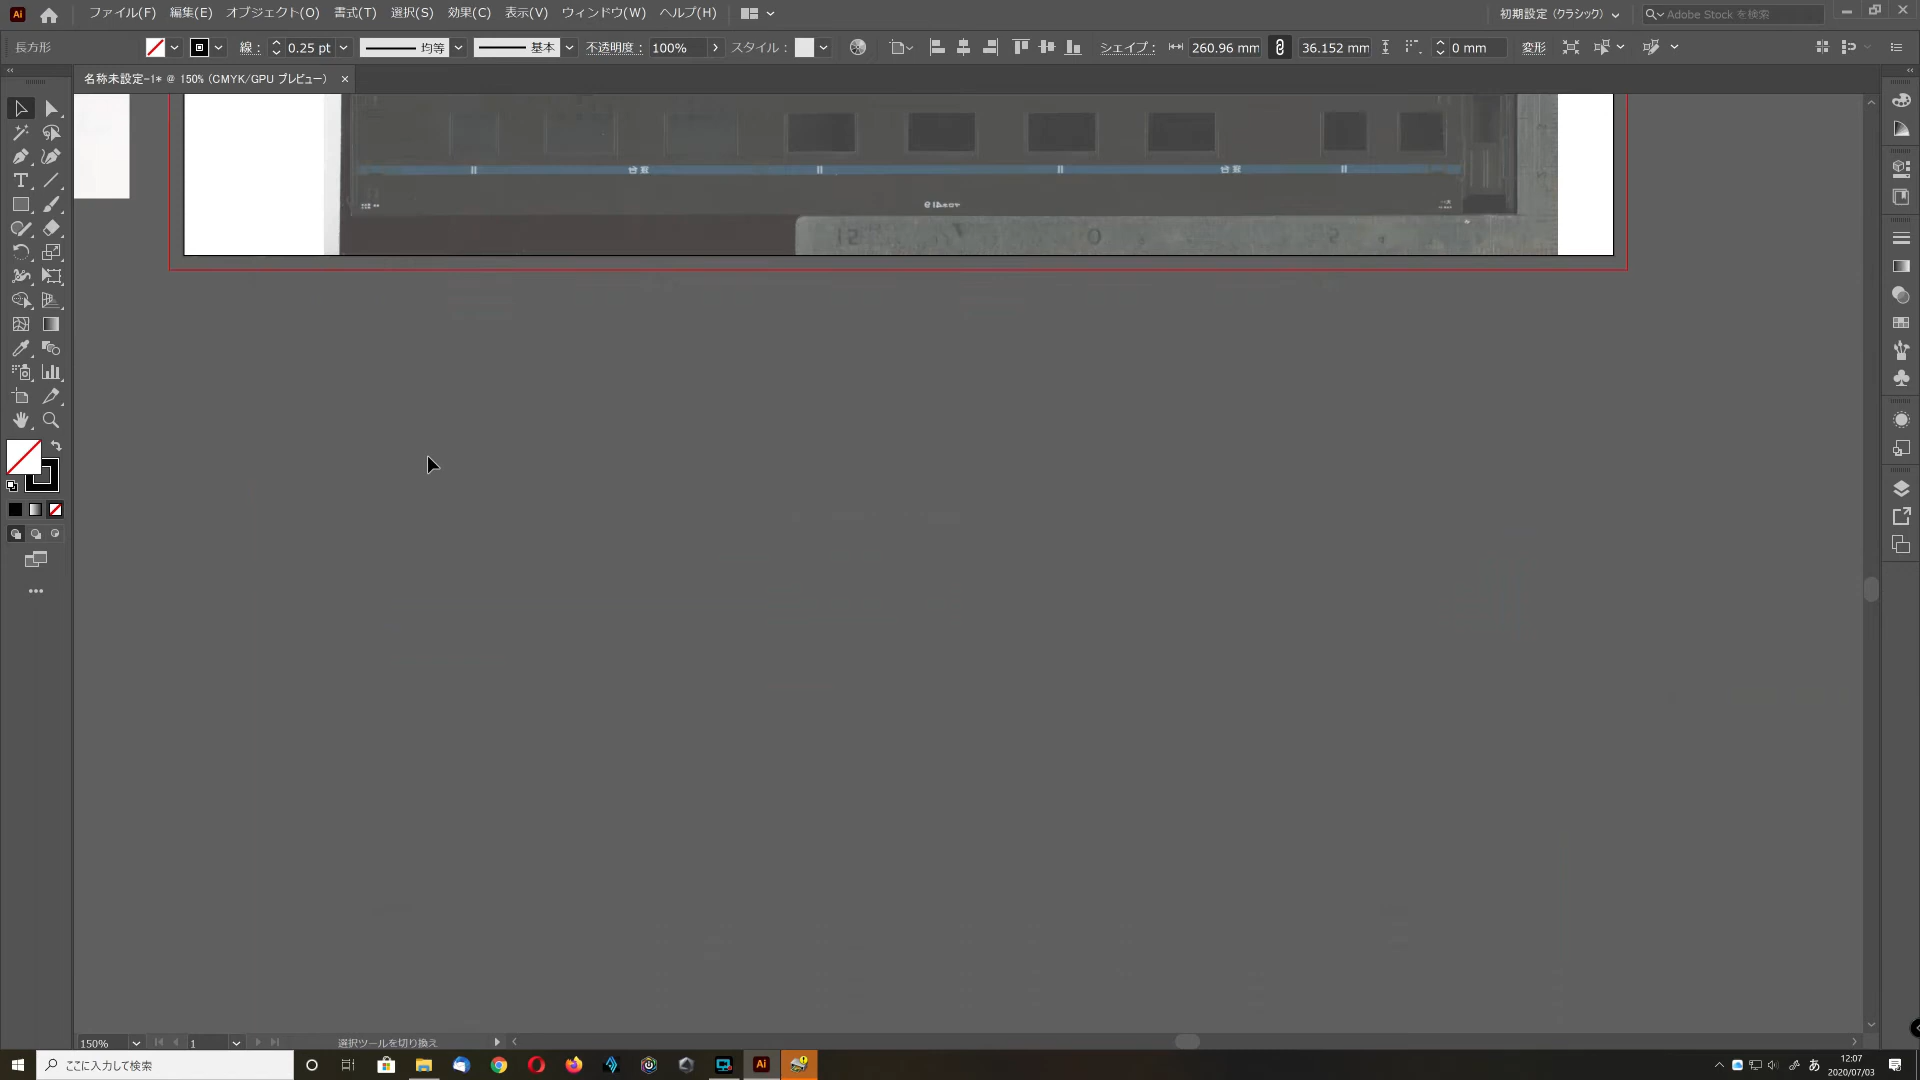 Ai ファイル(F) 編集(E) オブジェクト(O) 書式(T) 選択(S) 効果(C) 表示(V) ウィンドウ(W) ヘルプ(H) 初期設定 (クラシック) Adobe Stock を検索
長方形 線: 0.25 pt 均等 基本 不透明度: 100% スタイル: シェイプ: 260.96 mm 36.152 mm 0 mm 変形
名称未設定-1* @ 150% (CMYK/GPU プレビュー) ×
150% 1 選択ツールを切り換え
ここに入力して検索 Ai あ 12:07
2020/07/03